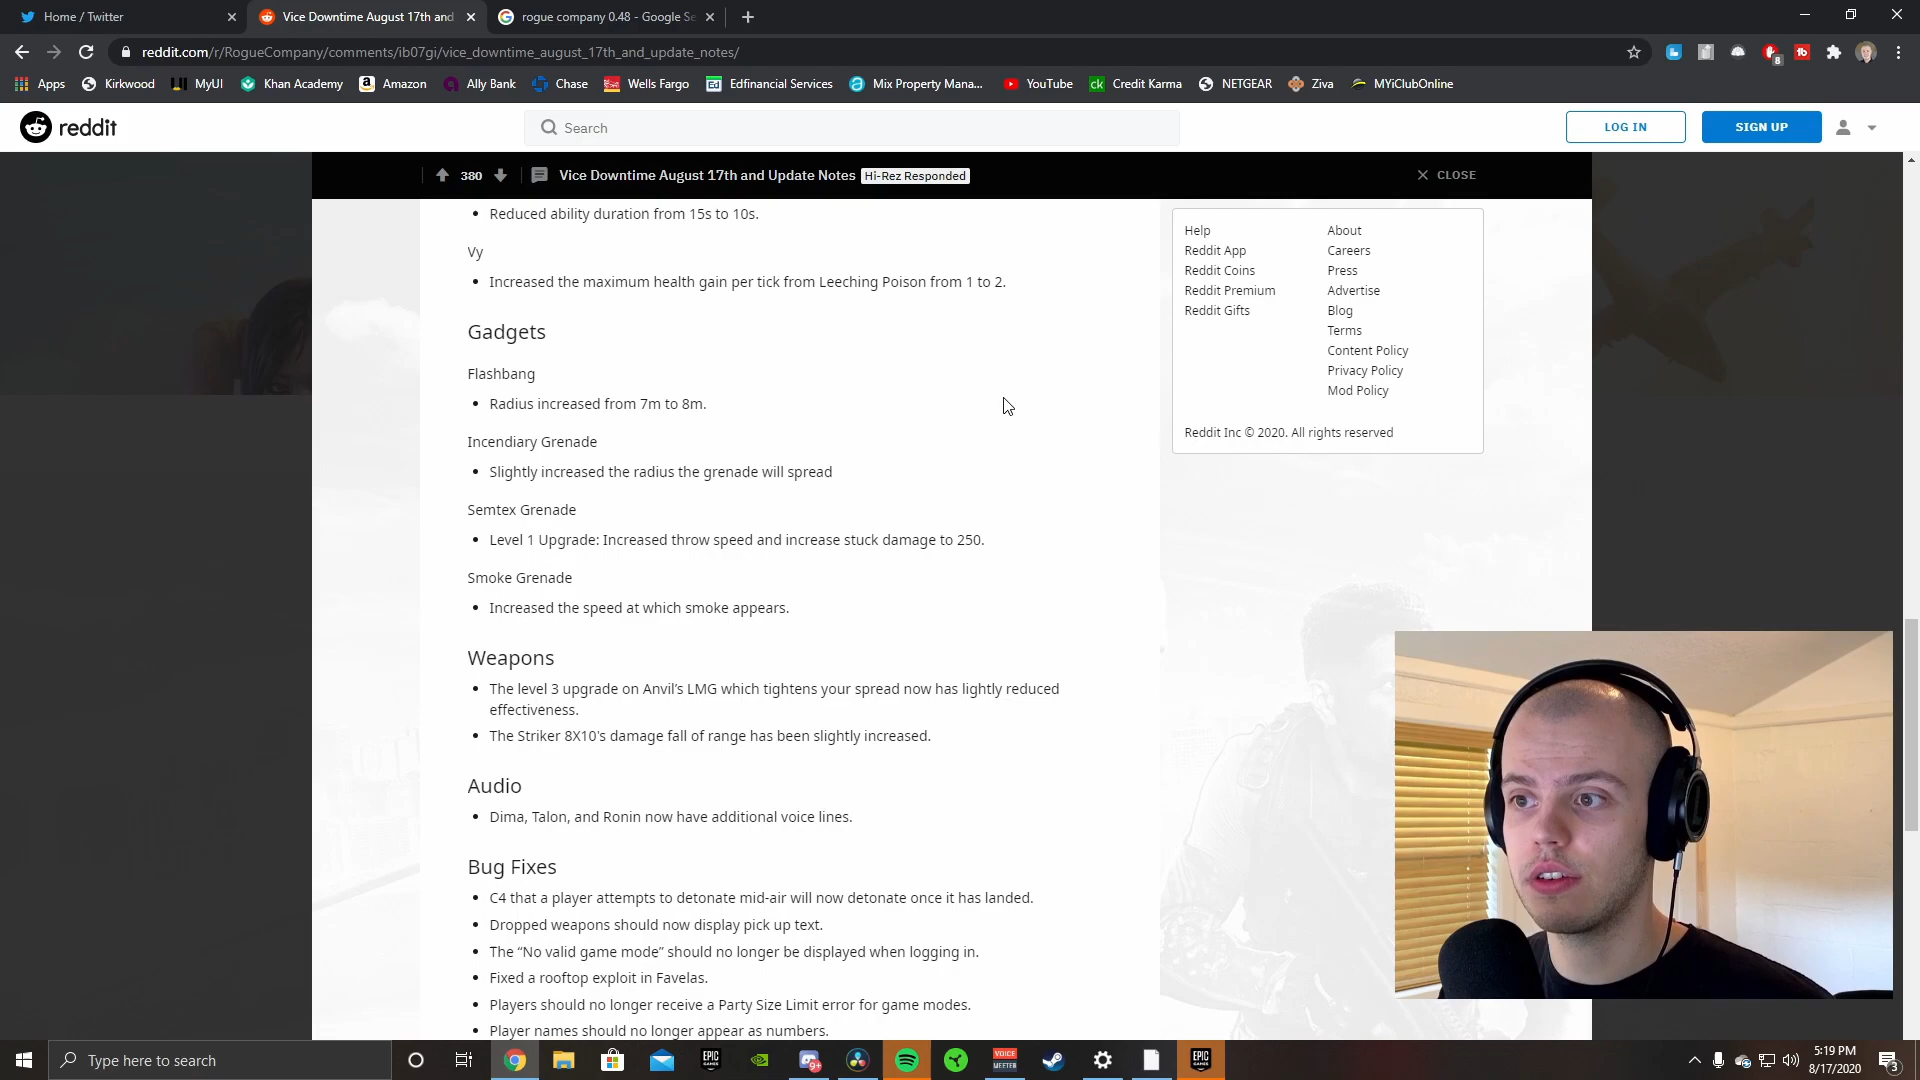 Home / Twitter
Vice Downtime August 17th and
rogue company 0.48 - Google Se
reddit.com/r/RogueCompany/comments/ib07gi/vice_downtime_august_17th_and_update_notes/
8
Apps Kirkwood MyUI Khan Academy Amazon Ally Bank Chase Wells Fargo Edfinancial Services Mix Property Mana... YouTube Credit Karma NETGEAR Ziva MYiClubOnline
reddit Search LOG IN SIGN UP
380 Vice Downtime August 17th and Update Notes Hi-Rez Responded CLOSE
• Reduced ability duration from 15s to 10s.
Vy
• Increased the maximum health gain per tick from Leeching Poison from 1 to 2.
Gadgets
Flashbang
• Radius increased from 7m to 8m.
Incendiary Grenade
• Slightly increased the radius the grenade will spread
Semtex Grenade
• Level 1 Upgrade: Increased throw speed and increase stuck damage to 250.
Smoke Grenade
• Increased the speed at which smoke appears.
Weapons
• The level 3 upgrade on Anvil's LMG which tightens your spread now has lightly reduced
effectiveness.
• The Striker 8X10's damage fall of range has been slightly increased.
Audio
• Dima, Talon, and Ronin now have additional voice lines.
Bug Fixes
• C4 that a player attempts to detonate mid-air will now detonate once it has landed.
• Dropped weapons should now display pick up text.
• The “No valid game mode” should no longer be displayed when logging in.
• Fixed a rooftop exploit in Favelas.
• Players should no longer receive a Party Size Limit error for game modes.
• Player names should no longer appear as numbers.
Help About
Reddit App Careers
Reddit Coins Press
Reddit Premium Advertise
Reddit Gifts Blog
Terms
Content Policy
Privacy Policy
Mod Policy
Reddit Inc © 2020. All rights reserved
Type here to search
EPIC GAMES
9+
VOICE MEETER
EPIC GAMES
5:19 PM
8/17/2020
3